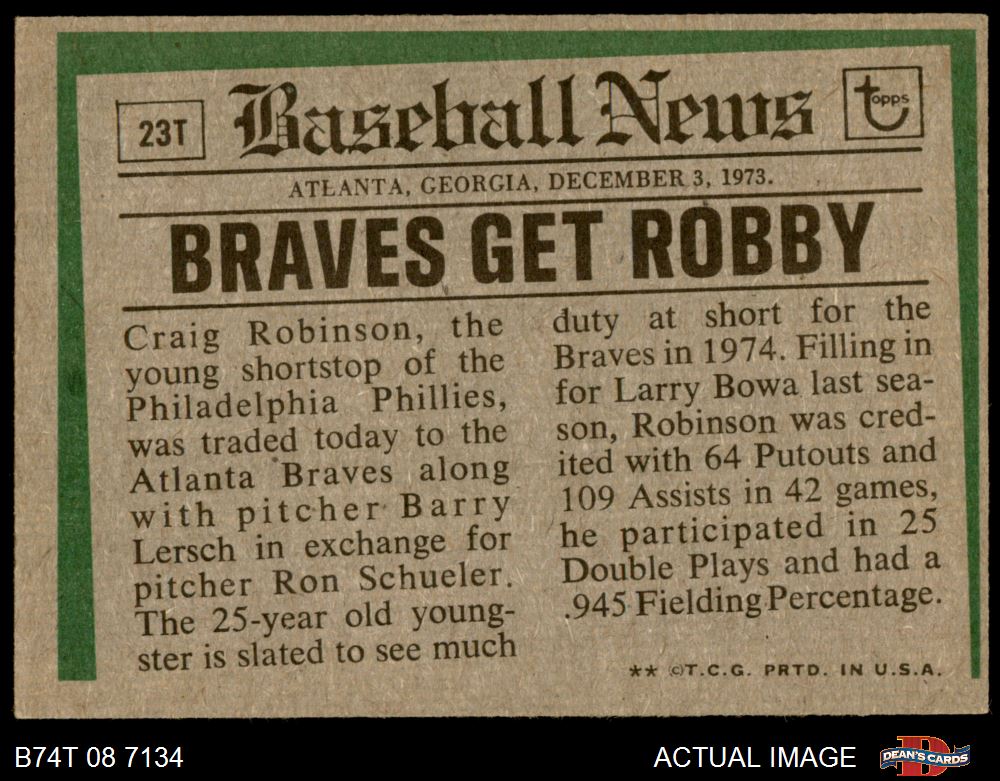 23T
Baseball News
topps
ATLANTA, GEORGIA, DECEMBER 3, 1973.
BRAVES GET ROBBY
Craig Robinson, the
young shortstop of the
Philadelphia Phillies,
was traded today to the
Atlanta Braves along
with pitcher Barry
Lersch in exchange for
pitcher Ron Schueler.
The 25-year old young-
ster is slated to see much
duty at short for the
Braves in 1974. Filling in
for Larry Bowa last sea-
son, Robinson was cred-
ited with 64 Putouts and
109 Assists in 42 games,
he participated in 25
Double Plays and had a
.945 Fielding Percentage.
** ©T.C.G. PRTD. IN U.S.A.
B74T 08 7134
ACTUAL IMAGE
D
DEAN'S CARDS